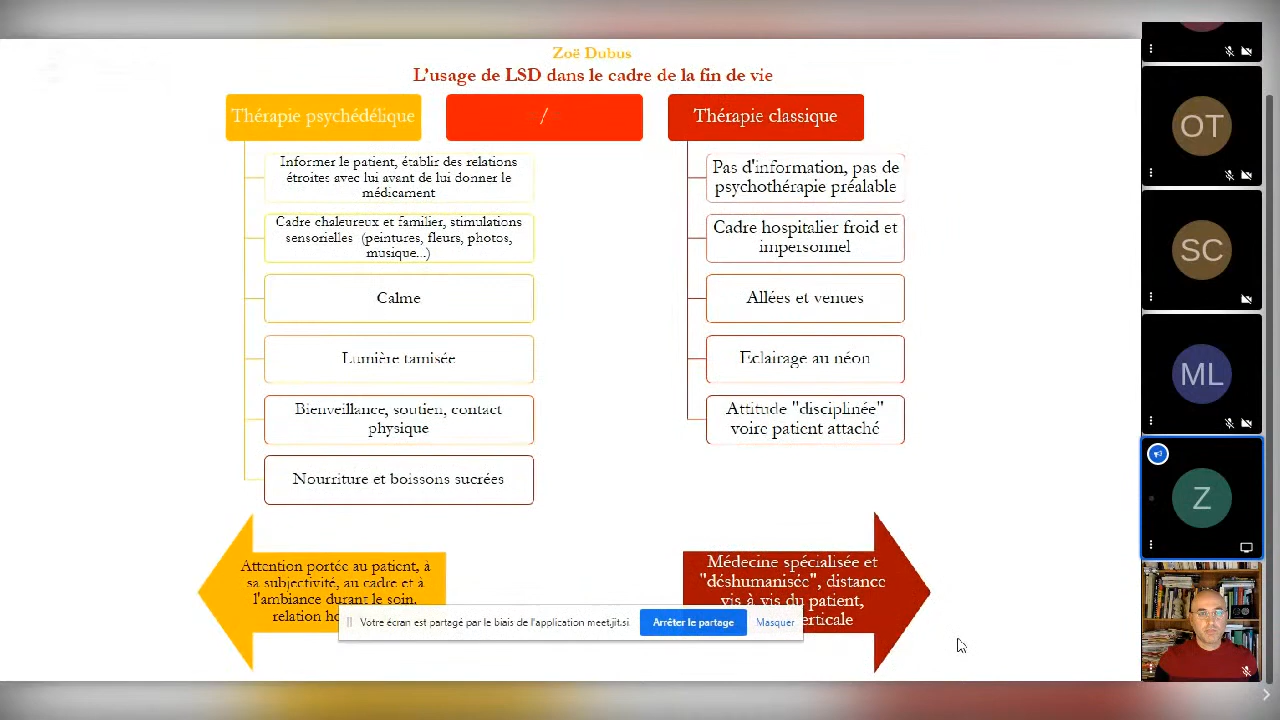 Zoë Dubus
L'usage de LSD dans le cadre de la fin de vie
Thérapie psychédélique
/
Thérapie classique
Informer le patient, établir des relations
étroites avec lui avant de lui donner le
médicament
Cadre chaleureux et familier, stimulations
sensorielles (peintures, fleurs, photos,
musique...)
Calme
Lumière tamisée
Bienveillance, soutien, contact
physique
Nourriture et boissons sucrées
Pas d'information, pas de
psychothérapie préalable
Cadre hospitalier froid et
impersonnel
Allées et venues
Eclairage au néon
Attitude "disciplinée"
voire patient attaché
Attention portée au patient, à
sa subjectivité, au cadre et à
l'ambiance durant le soin,
relation
Médecine spécialisée et
"déshumanisée", distance
vis à vis du patient,
Votre écran est partagé par le biais de l'application meet.jit.si.
Arrêter le partage
Masquer
OT
SC
ML
Z